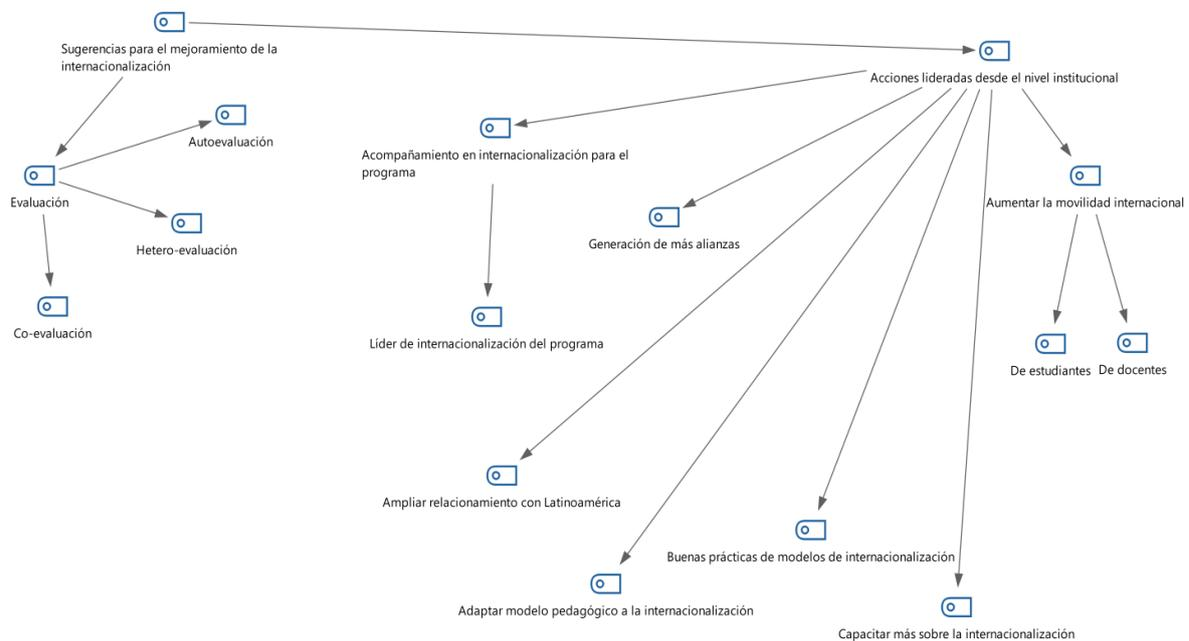 Sugerencias para el mejoramiento de la
internacionalización
Acciones lideradas desde el nivel institucional
Autoevaluación
Acompañamiento en internacionalización para el
programa
Evaluación
Aumentar la movilidad internacional
Hetero-evaluación
Generación de más alianzas
Co-evaluación
Líder de internacionalización del programa
De estudiantes
De docentes
Ampliar relacionamiento con Latinoamérica
Buenas prácticas de modelos de internacionalización
Adaptar modelo pedagógico a la internacionalización
Capacitar más sobre la internacionalización